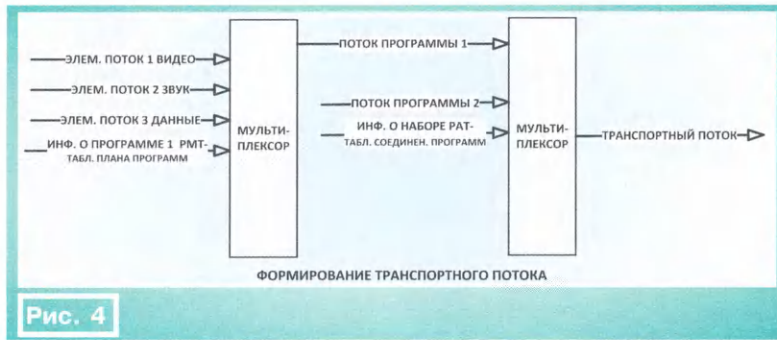 ЭЛЕМ. ПОТОК 1 ВИДЕО
ЭЛЕМ. ПОТОК 2 ЗВУК
ЭЛЕМ. ПОТОК 3 ДАННЫЕ
ИНФ. О ПРОГРАММЕ 1 PMT-
ТАБЛ. ПЛАНА ПРОГРАММ
МУЛЬТИ-
ПЛЕКСОР
ПОТОК ПРОГРАММЫ 1
ПОТОК ПРОГРАММЫ 2
ИНФ. О НАБОРЕ PAT-
ТАБЛ. СОЕДИНЕН. ПРОГРАММ
МУЛЬТИ-
ПЛЕКСОР
ТРАНСПОРТНЫЙ ПОТОК
ФОРМИРОВАНИЕ ТРАНСПОРТНОГО ПОТОКА
Рис. 4